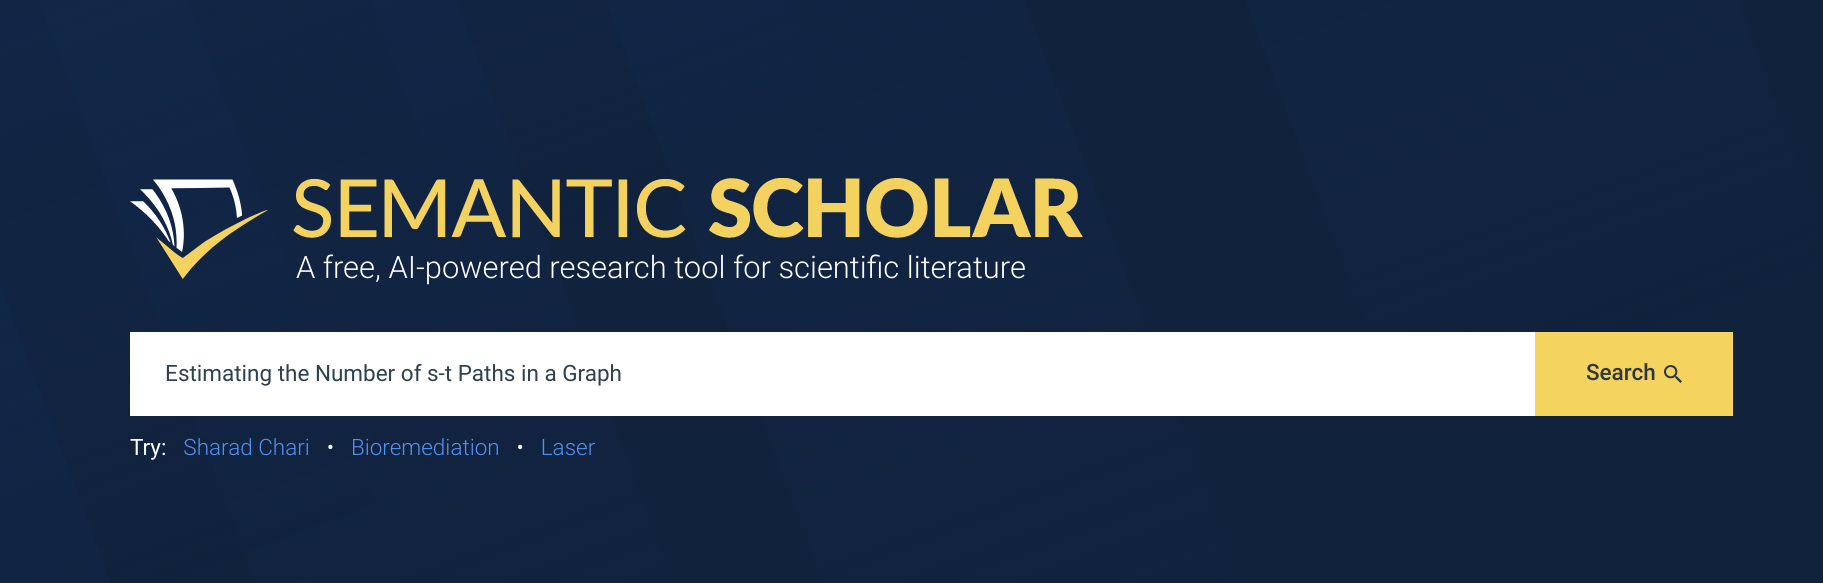 SEMANTIC SCHOLAR
A free, AI-powered research tool for scientific literature
Estimating the Number of s-t Paths in a Graph
Search
Try: Sharad Chari • Bioremediation • Laser